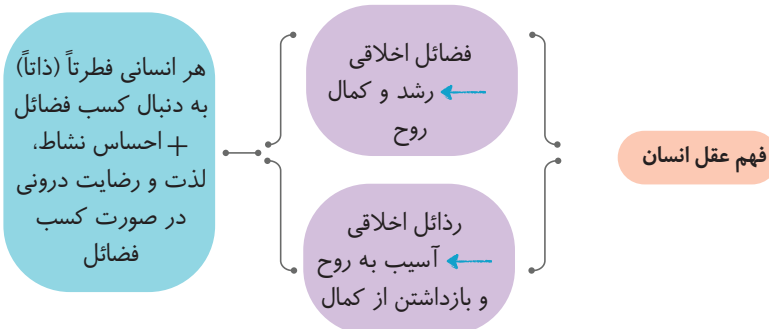 فهم عقل انسان
فضائل اخلاقی
← رشد و کمال
روح
رذائل اخلاقی
← آسیب به روح
و بازداشتن از کمال
هر انسانی فطرتاً (ذاتاً)
به دنبال کسب فضائل
+ احساس نشاط،
لذت و رضایت درونی
در صورت کسب
فضائل